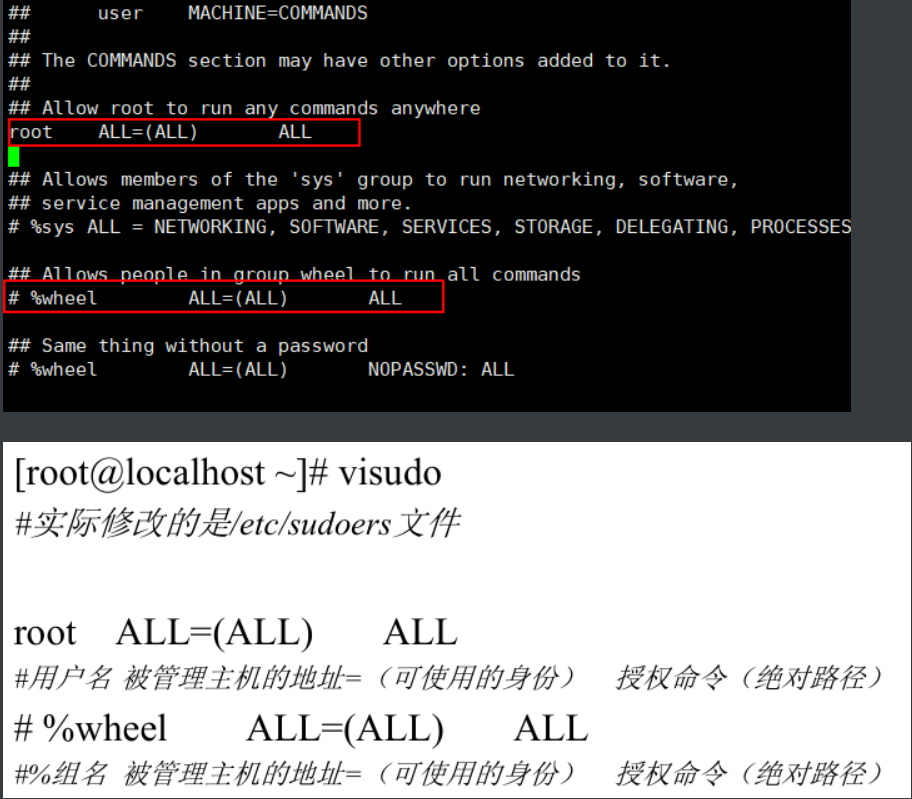 ##      user    MACHINE=COMMANDS
##
## The COMMANDS section may have other options added to it.
##
## Allow root to run any commands anywhere
root    ALL=(ALL)       ALL
## Allows members of the 'sys' group to run networking, software,
## service management apps and more.
# %sys ALL = NETWORKING, SOFTWARE, SERVICES, STORAGE, DELEGATING, PROCESSES
## Allows people in group wheel to run all commands
# %wheel        ALL=(ALL)       ALL
## Same thing without a password
# %wheel        ALL=(ALL)       NOPASSWD: ALL
[root@localhost ~]# visudo
#实际修改的是/etc/sudoers文件
root    ALL=(ALL)    ALL
#用户名 被管理主机的地址=（可使用的身份）    授权命令（绝对路径）
# %wheel    ALL=(ALL)    ALL
#%组名 被管理主机的地址=（可使用的身份）    授权命令（绝对路径）